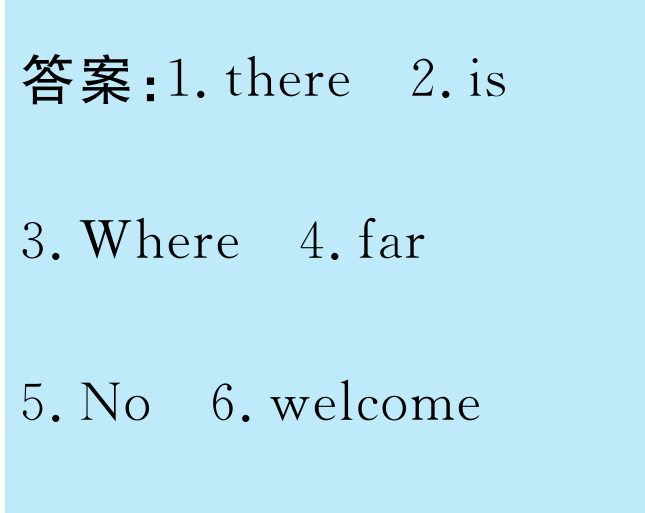 答案:1. there 2. is
3. Where 4. far
5. No 6. welcome